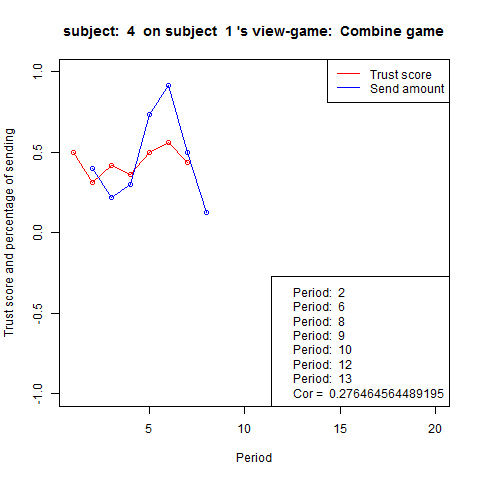 subject:  4  on subject  1 's view-game:  Combine game
Trust score
Send amount
Trust score and percentage of sending
1.0
0.5
0.0
-0.5
-1.0
Period:  2
Period:  6
Period:  8
Period:  9
Period:  10
Period:  12
Period:  13
Cor =  0.276464564489195
5
10
15
20
Period